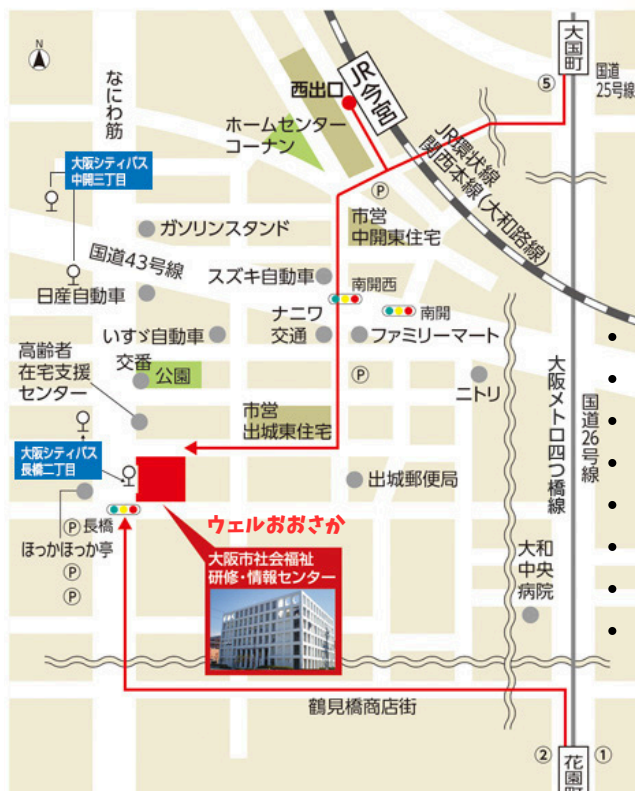 N
なにわ筋
大国町
⑤
国道
25号線
西出口
JR今宮
ホームセンター
コーナン
JR環状線
関西本線(大和路線)
大阪シティバス
中開三丁目
ガソリンスタンド
P
市営
中開東住宅
国道43号線
日産自動車
スズキ自動車
南開西
南開
いすゞ自動車
ナニワ
交通
ファミリーマート
高齢者
在宅支援
センター
交番
公園
P
ニトリ
大阪メトロ四つ橋線
国道26号線
市営
出城東住宅
大阪シティバス
長橋二丁目
出城郵便局
P
長橋
ほっかほっか亭
P
P
ウェルおおさか
大阪市社会福祉
研修・情報センター
大和
中央
病院
鶴見橋商店街
②
①
花園町